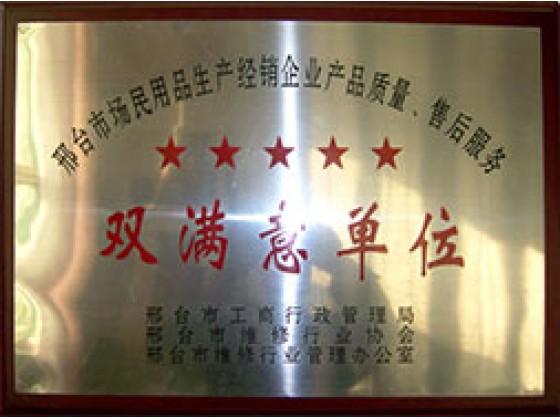 邢台市场民用品生产经销企业产品质量、售后服务
★★★★★
双满意单位
邢台市工商行政管理局
邢台市维修行业协会
邢台市维修行业管理办公室